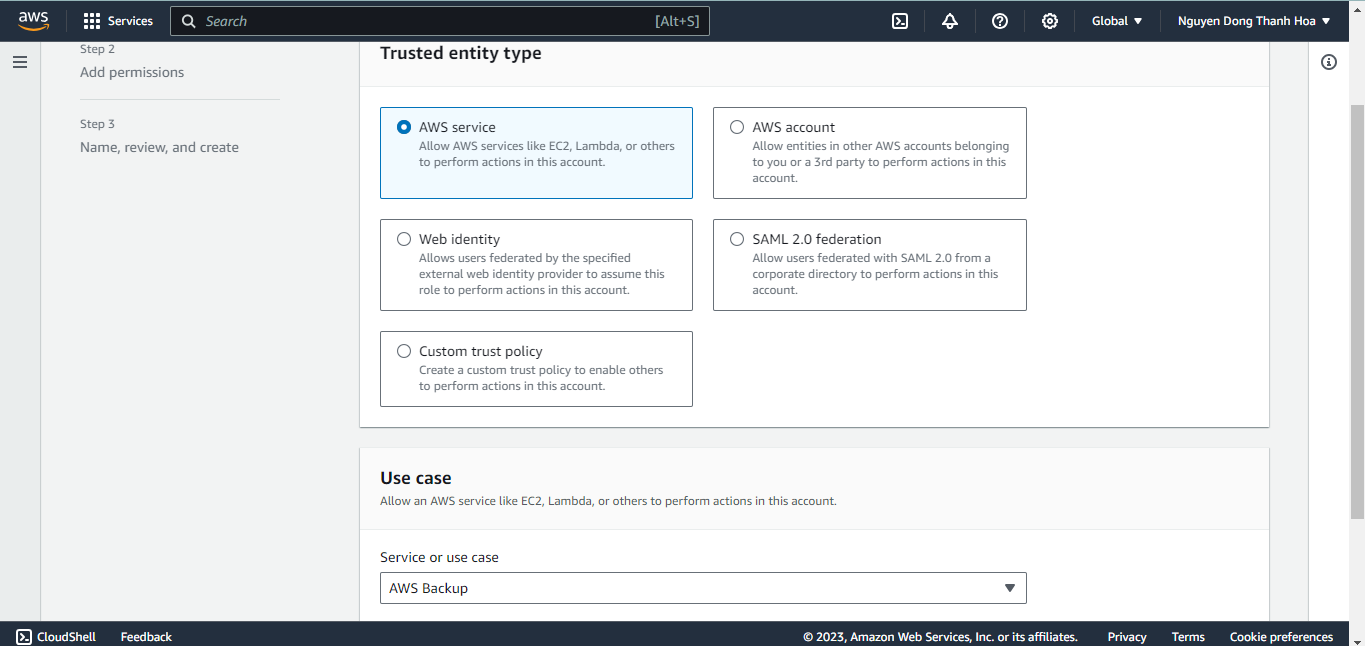 aws
Services
Search
[Alt+S]
Global
Nguyen Dong Thanh Hoa
Step 2
Add permissions
Step 3
Name, review, and create
Trusted entity type
AWS service
Allow AWS services like EC2, Lambda, or others
to perform actions in this account.
AWS account
Allow entities in other AWS accounts belonging
to you or a 3rd party to perform actions in this
account.
Web identity
Allows users federated by the specified
external web identity provider to assume this
role to perform actions in this account.
SAML 2.0 federation
Allow users federated with SAML 2.0 from a
corporate directory to perform actions in this
account.
Custom trust policy
Create a custom trust policy to enable others
to perform actions in this account.
Use case
Allow an AWS service like EC2, Lambda, or others to perform actions in this account.
Service or use case
AWS Backup
CloudShell
Feedback
© 2023, Amazon Web Services, Inc. or its affiliates.
Privacy
Terms
Cookie preferences